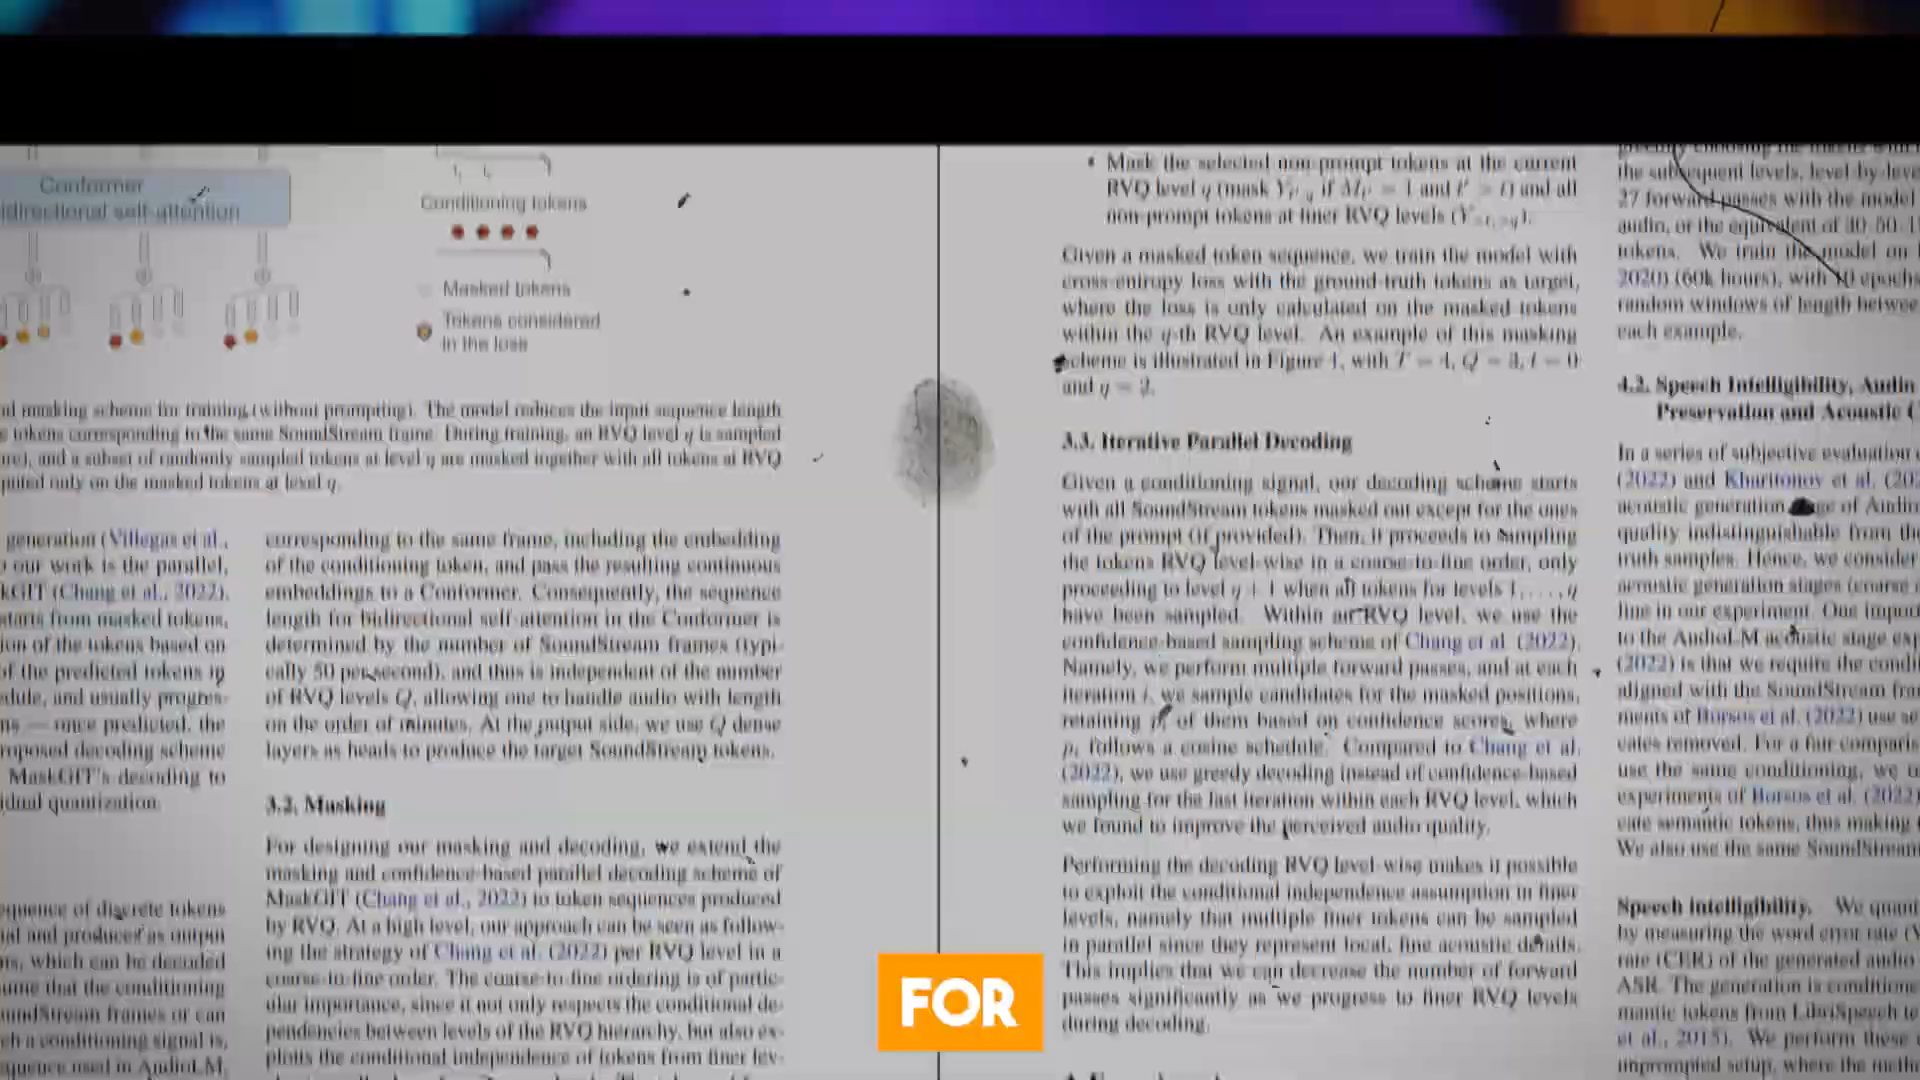 Conformer
idirectional self-attention
Conditioning tokens
Masked tokens
Tokens considered
in the loss
masking scheme for training (without prompting). The model reduces the input sequence length
tokens corresponding to the same SoundStream frame. During training, an RVQ level q is sampled
and a subset of randomly sampled tokens at level q are masked together with all tokens at RVQ
puted only on the masked tokens at level q.
generation (Villegas et al.,
our work is the parallel,
kGIT (Chang et al., 2022),
starts from masked tokens,
ion of the tokens based on
of the predicted tokens in
dule, and usually progres-
ns — once predicted, the
roposed decoding scheme
MaskGIT's decoding to
idual quantization.
equence of discrete tokens
nal and produces as output
ns, which can be decoded
ume that the conditioning
undStream frames or can
ch a conditioning signal is,
quence used in AudioLM,
corresponding to the same frame, including the embedding
of the conditioning token, and pass the resulting continuous
embeddings to a Conformer. Consequently, the sequence
length for bidirectional self-attention in the Conformer is
determined by the number of SoundStream frames (typi-
cally 50 per second), and thus is independent of the number
of RVQ levels Q, allowing one to handle audio with length
on the order of minutes. At the output side, we use Q dense
layers as heads to produce the target SoundStream tokens.
3.2. Masking
For designing our masking and decoding, we extend the
masking and confidence-based parallel decoding scheme of
MaskGIT (Chang et al., 2022) to token sequences produced
by RVQ. At a high level, our approach can be seen as follow-
ing the strategy of Chang et al. (2022) per RVQ level in a
coarse-to-fine order. The coarse-to-fine ordering is of partic-
ular importance, since it not only respects the conditional de-
pendencies between levels of the RVQ hierarchy, but also ex-
ploits the conditional independence of tokens from finer lev-
• Mask the selected non-prompt tokens at the current
RVQ level q (mask if = 1 and t' > t) and all
non-prompt tokens at finer RVQ levels
Given a masked token sequence, we train the model with
cross-entropy loss with the ground-truth tokens as target,
where the loss is only calculated on the masked tokens
within the q-th RVQ level. An example of this masking
scheme is illustrated in Figure 1, with T = 4, Q = 3, t = 0
and q = 2.
3.3. Iterative Parallel Decoding
Given a conditioning signal, our decoding scheme starts
with all SoundStream tokens masked out except for the ones
of the prompt (if provided). Then, it proceeds to sampling
the tokens RVQ level-wise in a coarse-to-fine order, only
proceeding to level q + 1 when all tokens for levels 1, . . . , q
have been sampled. Within an RVQ level, we use the
confidence-based sampling scheme of Chang et al. (2022).
Namely, we perform multiple forward passes, and at each
iteration i, we sample candidates for the masked positions,
retaining of them based on confidence scores, where
follows a cosine schedule. Compared to Chang et al.
(2022), we use greedy decoding instead of confidence-based
sampling for the last iteration within each RVQ level, which
we found to improve the perceived audio quality.
Performing the decoding RVQ level-wise makes it possible
to exploit the conditional independence assumption in finer
levels, namely that multiple finer tokens can be sampled
in parallel since they represent local, fine acoustic details.
This implies that we can decrease the number of forward
passes significantly as we progress to finer RVQ levels
during decoding.
greedily choosing the tokens with
the subsequent levels, level-by-leve
27 forward passes with the model
audio, or the equivalent of 30·50·1
tokens. We train the model on
2020) (60k hours), with 10 epochs
random windows of length betwee
each example.
4.2. Speech Intelligibility, Audio
Preservation and Acoustic C
In a series of subjective evaluation
(2022) and Kharitonov et al. (202
acoustic generation stage of Audio
quality indistinguishable from the
truth samples. Hence, we consider
acoustic generation stages (coarse
line in our experiment. One import
to the AudioLM acoustic stage exp
(2022) is that we require the condi
aligned with the SoundStream fra
ments of Borsos et al. (2022) use se
cates removed. For a fair comparis
use the same conditioning, we
experiments of Borsos et al. (2022)
cate semantic tokens, thus making
We also use the same SoundStream
Speech intelligibility. We quant
by measuring the word error rate (W
rate (CER) of the generated audio
ASR. The generation is conditione
mantic tokens from LibriSpeech te
et al., 2015). We perform these
unprompted setup, where the meth
FOR